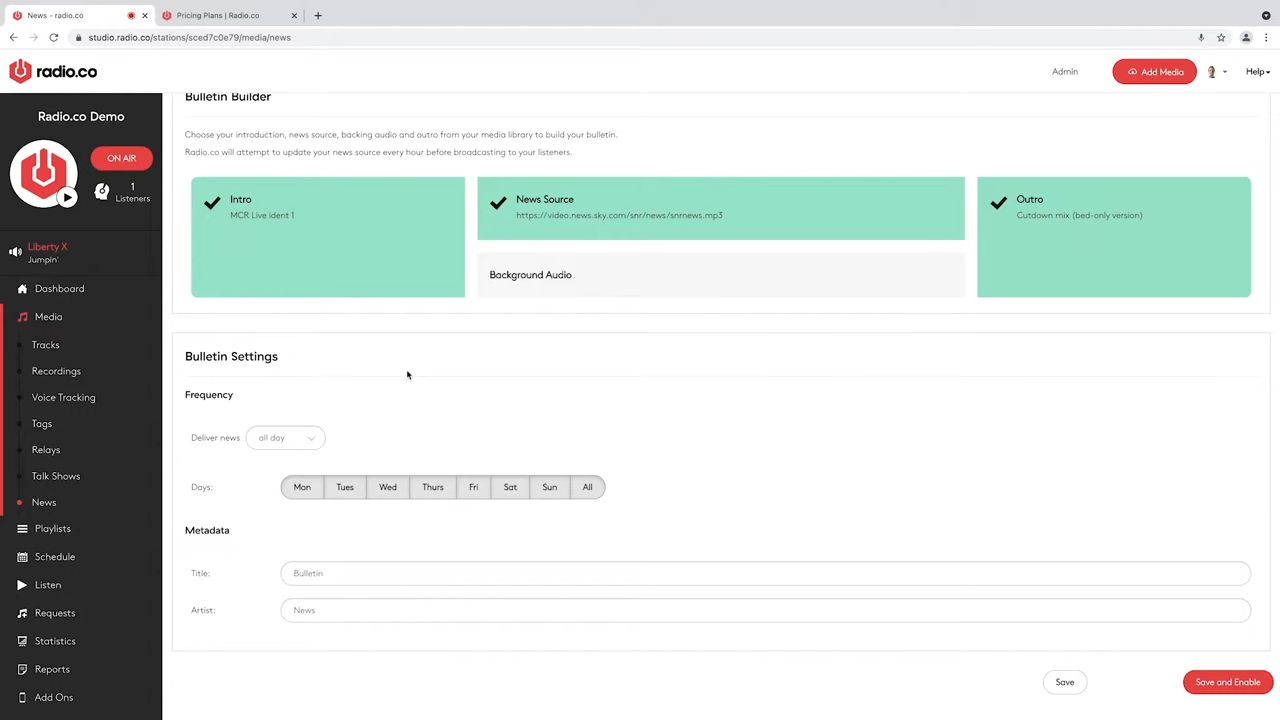 News - radio.co
Pricing Plans | Radio.co
studio.radio.co/stations/sced7c0e79/media/news
radio.co
Admin
Add Media
Help
Radio.co Demo
ON AIR
1
Listeners
Liberty X
Jumpin'
Dashboard
Media
Tracks
Recordings
Voice Tracking
Tags
Relays
Talk Shows
News
Playlists
Schedule
Listen
Requests
Statistics
Reports
Add Ons
Bulletin Builder
Choose your introduction, news source, backing audio and outro from your media library to build your bulletin.
Radio.co will attempt to update your news source every hour before broadcasting to your listeners.
Intro
MCR Live ident 1
News Source
https://video.news.sky.com/snr/news/snrnews.mp3
Background Audio
Outro
Cutdown mix (bed-only version)
Bulletin Settings
Frequency
Deliver news all day
Days: Mon Tues Wed Thurs Fri Sat Sun All
Metadata
Title: Bulletin
Artist: News
Save
Save and Enable